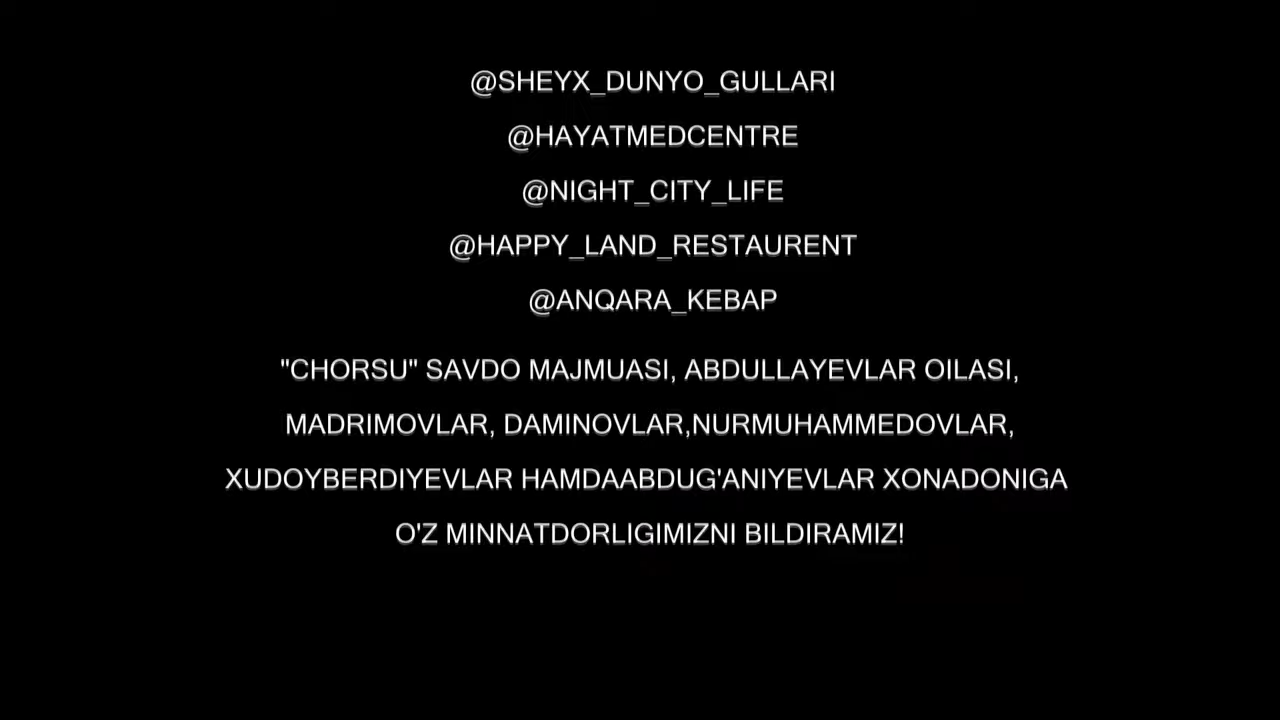 @SHEYX_DUNYO_GULLARI
@HAYATMEDCENTRE
@NIGHT_CITY_LIFE
@HAPPY_LAND_RESTAURENT
@ANQARA_KEBAP
"CHORSU" SAVDO MAJMUASI, ABDULLAYEVLAR OILASI,
MADRIMOVLAR, DAMINOVLAR,NURMUHAMMEDOVLAR,
XUDOYBERDIYEVLAR HAMDAABDUG'ANIYEVLAR XONADONIGA
O'Z MINNATDORLIGIMIZNI BILDIRAMIZ!